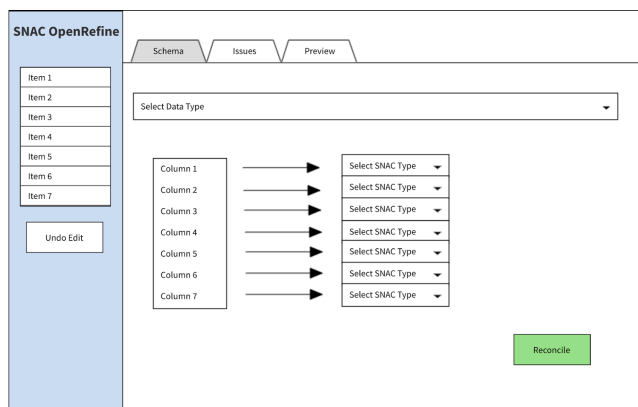 SNAC OpenRefine
Item 1
Item 2
Item 3
Item 4
Item 5
Item 6
Item 7
Undo Edit
Schema
Issues
Preview
Select Data Type
Column 1
Select SNAC Type
Column 2
Select SNAC Type
Column 3
Select SNAC Type
Column 4
Select SNAC Type
Column 5
Select SNAC Type
Column 6
Select SNAC Type
Column 7
Select SNAC Type
Reconcile